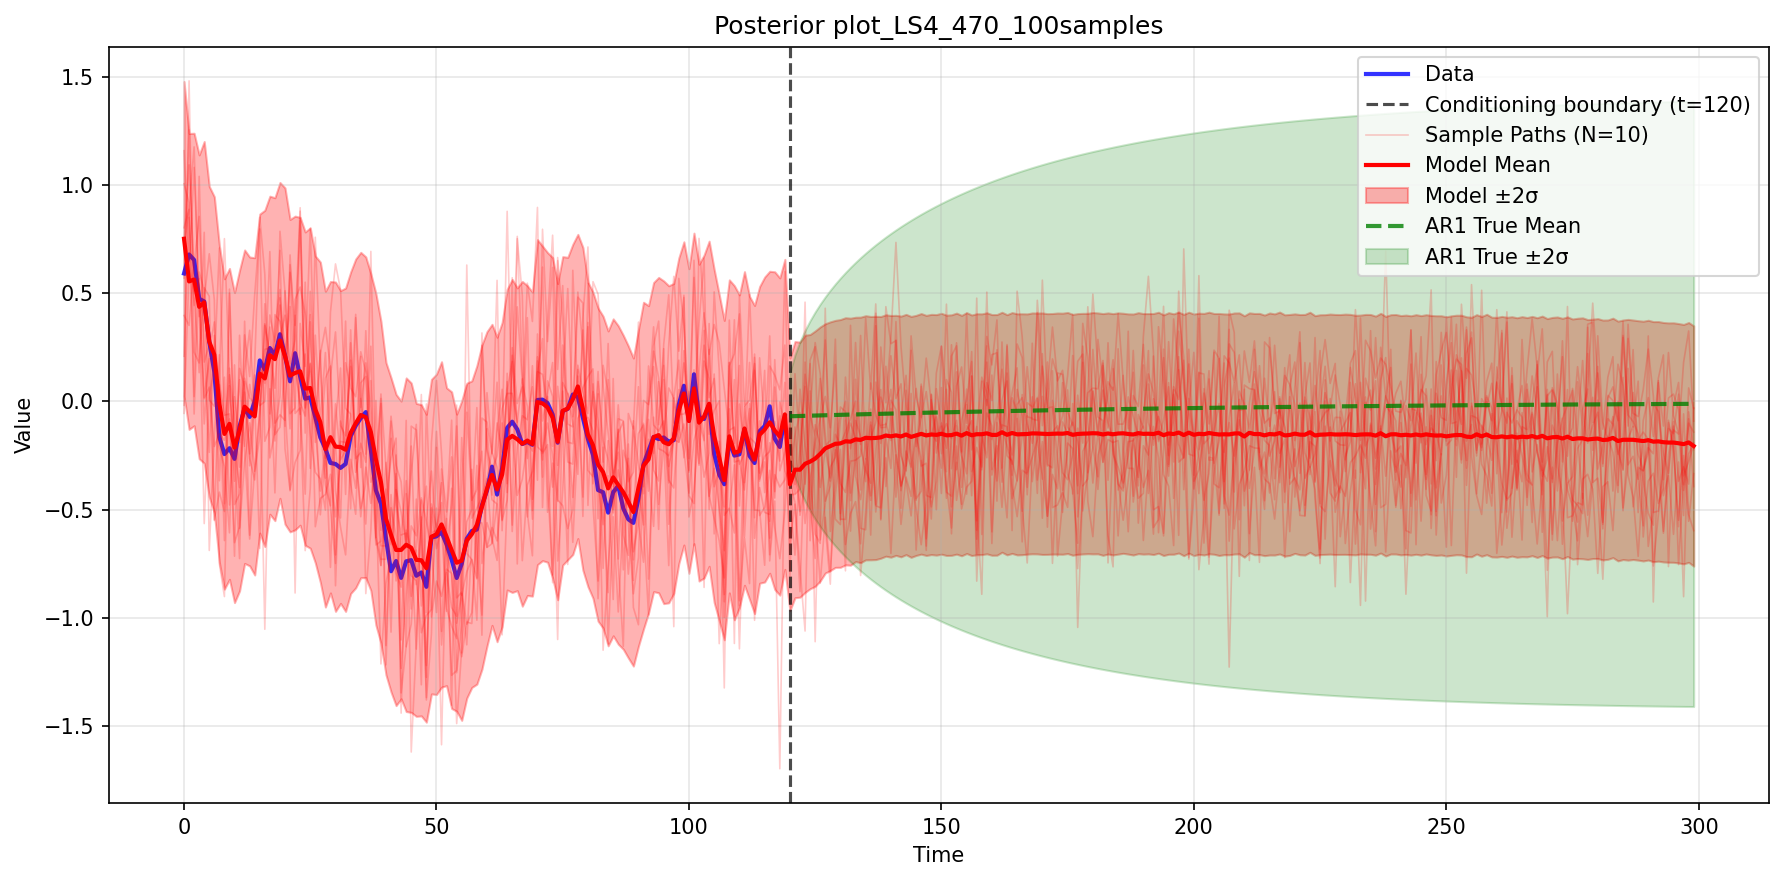 Posterior plot_LS4_470_100samples
Data
Conditioning boundary (t=120)
Sample Paths (N=10)
Model Mean
Model ±2σ
AR1 True Mean
AR1 True ±2σ
Value
1.5
1.0
0.5
0.0
−0.5
−1.0
−1.5
0
50
100
150
200
250
300
Time